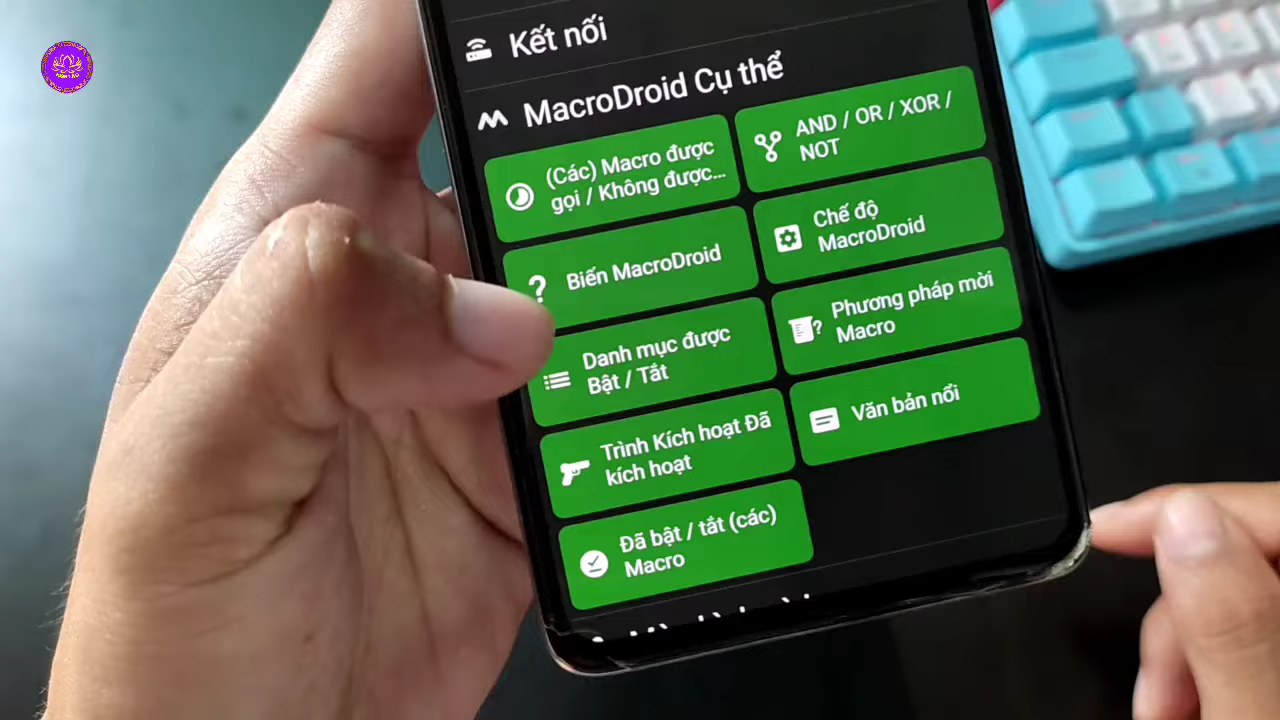 Kết nối
MacroDroid Cụ thể
(Các) Macro được
gọi / Không được...
AND / OR / XOR /
NOT
Biến MacroDroid
Chế độ
MacroDroid
Danh mục được
Bật / Tắt
Phương pháp mời
Macro
Trình Kích hoạt Đã
kích hoạt
Văn bản nổi
Đã bật / tắt (các)
Macro